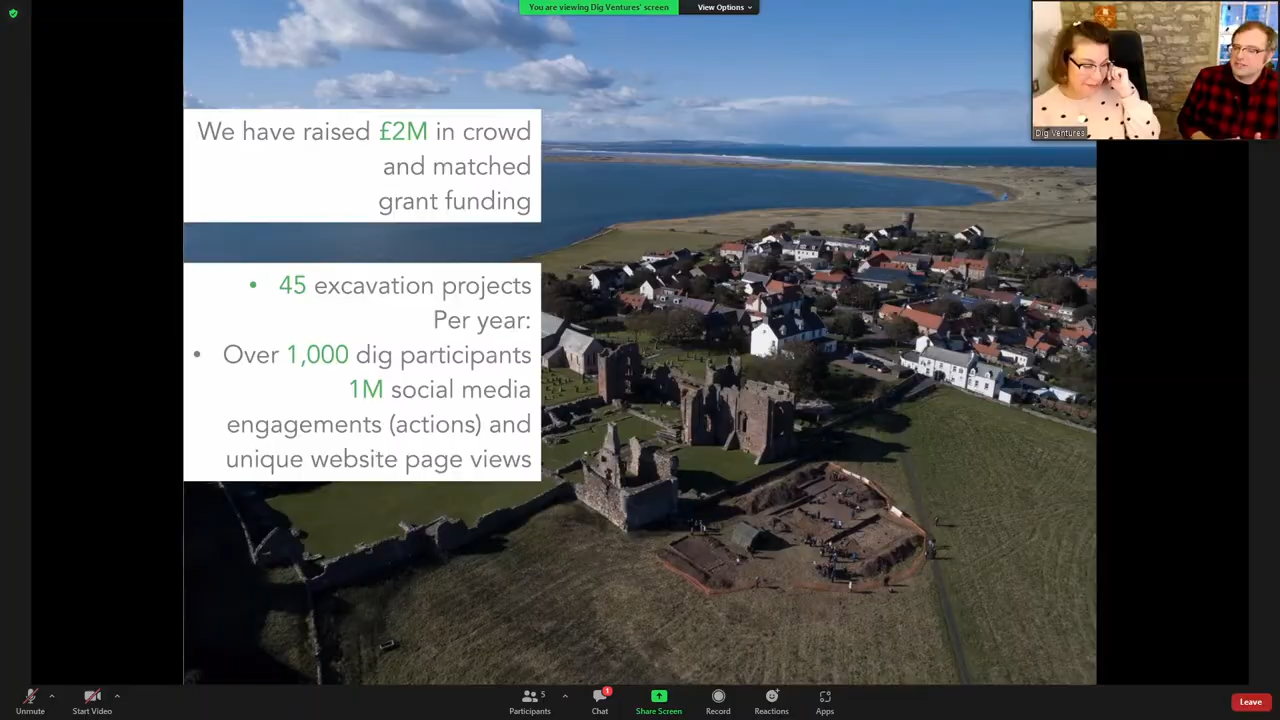 You are viewing Dig Ventures' screen
View Options
We have raised £2M in crowd
and matched
grant funding
• 45 excavation projects
Per year:
• Over 1,000 dig participants
1M social media
engagements (actions) and
unique website page views
Dig Ventures
Unmute
Start Video
Participants
5
Chat
1
Share Screen
Record
Reactions
Apps
Leave